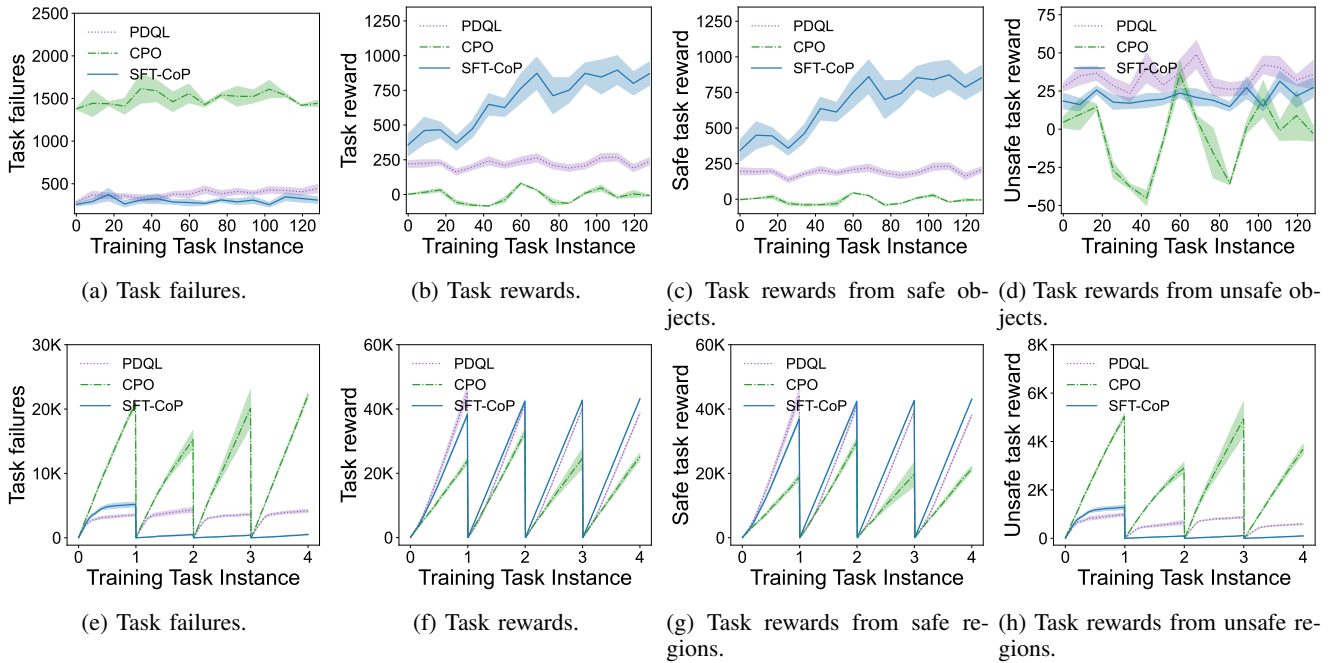 2500
2000
1500
1000
500
Task failures
PDQL
CPO
SFT-CoP
0 20 40 60 80 100 120
Training Task Instance
(a) Task failures.
1250
1000
750
500
250
0
Task reward
PDQL
CPO
SFT-CoP
0 20 40 60 80 100 120
Training Task Instance
(b) Task rewards.
1250
1000
750
500
250
0
Safe task reward
PDQL
CPO
SFT-CoP
0 20 40 60 80 100 120
Training Task Instance
(c) Task rewards from safe ob-
jects.
75
50
25
0
−25
−50
Unsafe task reward
PDQL
CPO
SFT-CoP
0 20 40 60 80 100 120
Training Task Instance
(d) Task rewards from unsafe ob-
jects.
30K
20K
10K
0
Task failures
PDQL
CPO
SFT-CoP
0 1 2 3 4
Training Task Instance
(e) Task failures.
60K
40K
20K
0
Task reward
PDQL
CPO
SFT-CoP
0 1 2 3 4
Training Task Instance
(f) Task rewards.
60K
40K
20K
0
Safe task reward
PDQL
CPO
SFT-CoP
0 1 2 3 4
Training Task Instance
(g) Task rewards from safe re-
gions.
8K
6K
4K
2K
0
Unsafe task reward
PDQL
CPO
SFT-CoP
0 1 2 3 4
Training Task Instance
(h) Task rewards from unsafe re-
gions.